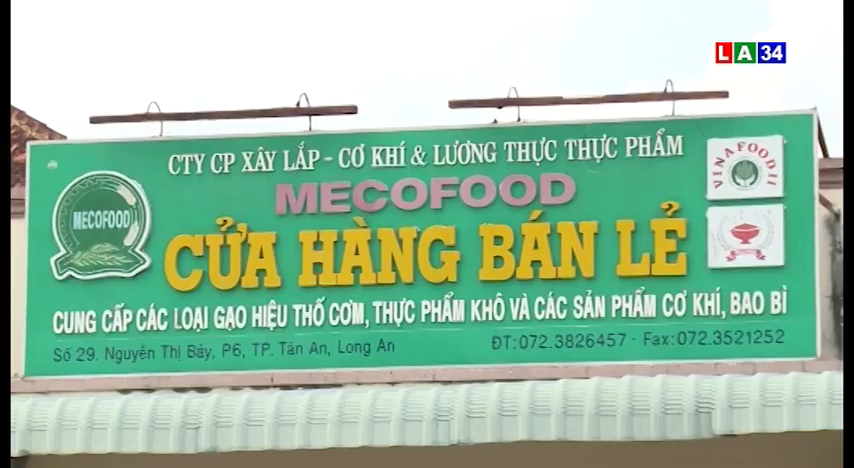 LA34
CTY CP XÂY LẮP - CƠ KHÍ & LƯƠNG THỰC THỰC PHẨM
MECOFOOD
VINAFOOD II
MECOFOOD
CỬA HÀNG BÁN LẺ
CUNG CẤP CÁC LOẠI GẠO HIỆU THỐ CƠM, THỰC PHẨM KHÔ VÀ CÁC SẢN PHẨM CƠ KHÍ, BAO BÌ
Số 29. Nguyễn Thị Bảy, P6, TP. Tân An, Long An
ĐT:072.3826457 - Fax:072.3521252